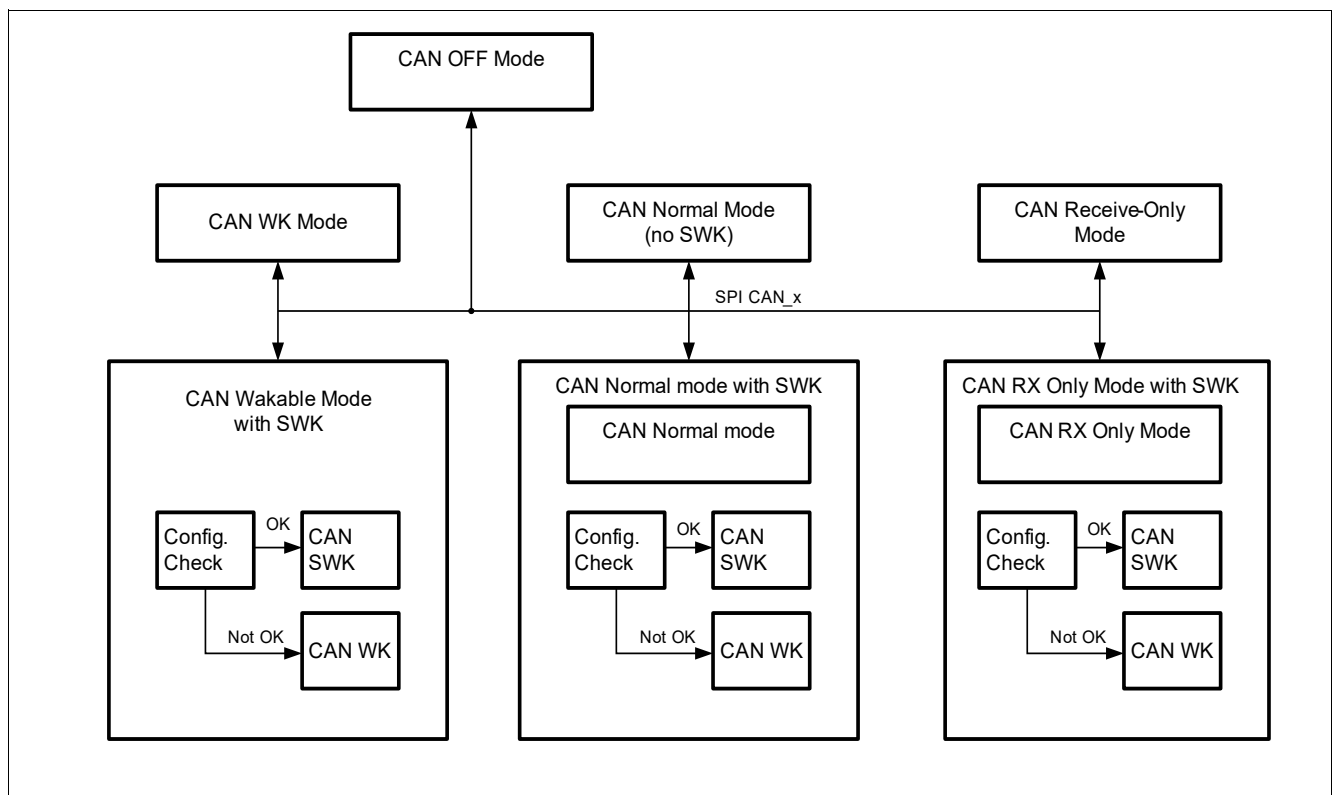 CAN OFF Mode
CAN WK Mode
CAN Normal Mode
(no SWK)
CAN Receive-Only
Mode
SPI CAN_x
CAN Wakable Mode
with SWK
Config.
Check
OK
CAN
SWK
Not OK
CAN WK
CAN Normal mode with SWK
CAN Normal mode
Config.
Check
OK
CAN
SWK
Not OK
CAN WK
CAN RX Only Mode with SWK
CAN RX Only Mode
Config.
Check
OK
CAN
SWK
Not OK
CAN WK